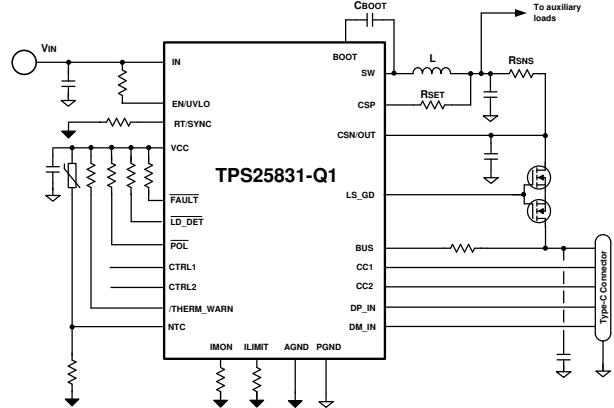 CBOOT
To auxiliary
loads
VIN
IN
BOOT
SW
L
RSNS
EN/UVLO
CSP
RSET
RT/SYNC
CSN/OUT
VCC
TPS25831-Q1
FAULT
LS_GD
LD_DET
POL
BUS
CTRL1
CC1
CTRL2
CC2
/THERM_WARN
DP_IN
NTC
DM_IN
Type-C Connector
IMON
ILIMIT
AGND
PGND